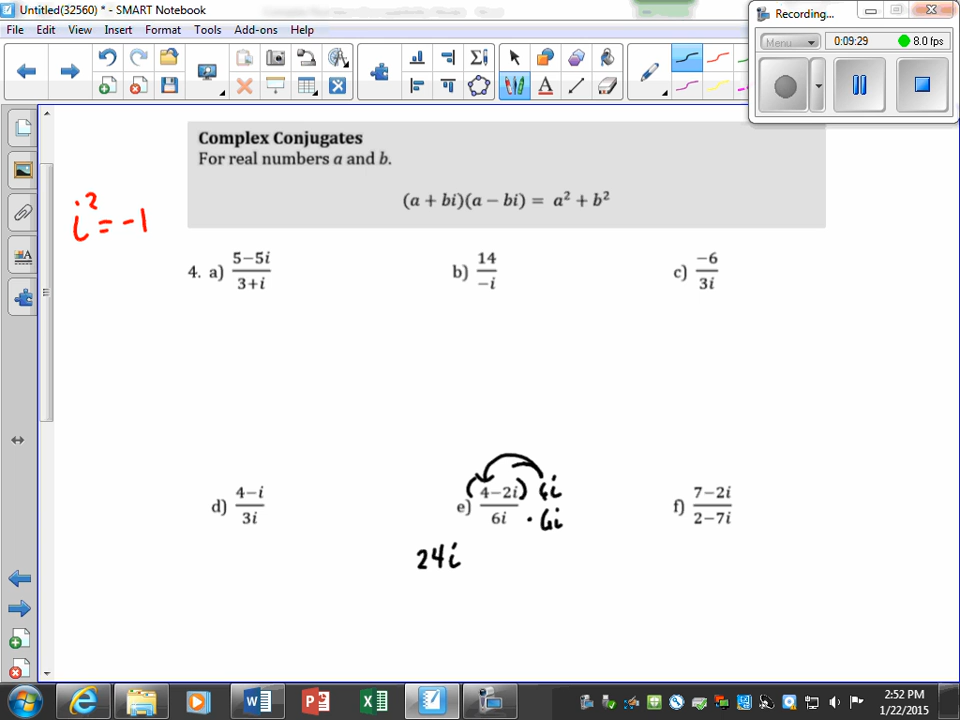 Untitled(32560) * - SMART Notebook
File Edit View Insert Format Tools Add-ons Help
Recording...
Menu 0:09:29 8.0 fps
Complex Conjugates
For real numbers a and b.
(a + bi)(a − bi) = a² + b²
i² = -1
4. a) 5−5i / 3+i b) 14 / −i c) −6 / 3i
d) 4−i / 3i e) (4−2i) 6i / 6i · 6i f) 7−2i / 2−7i
24i
2:52 PM
1/22/2015